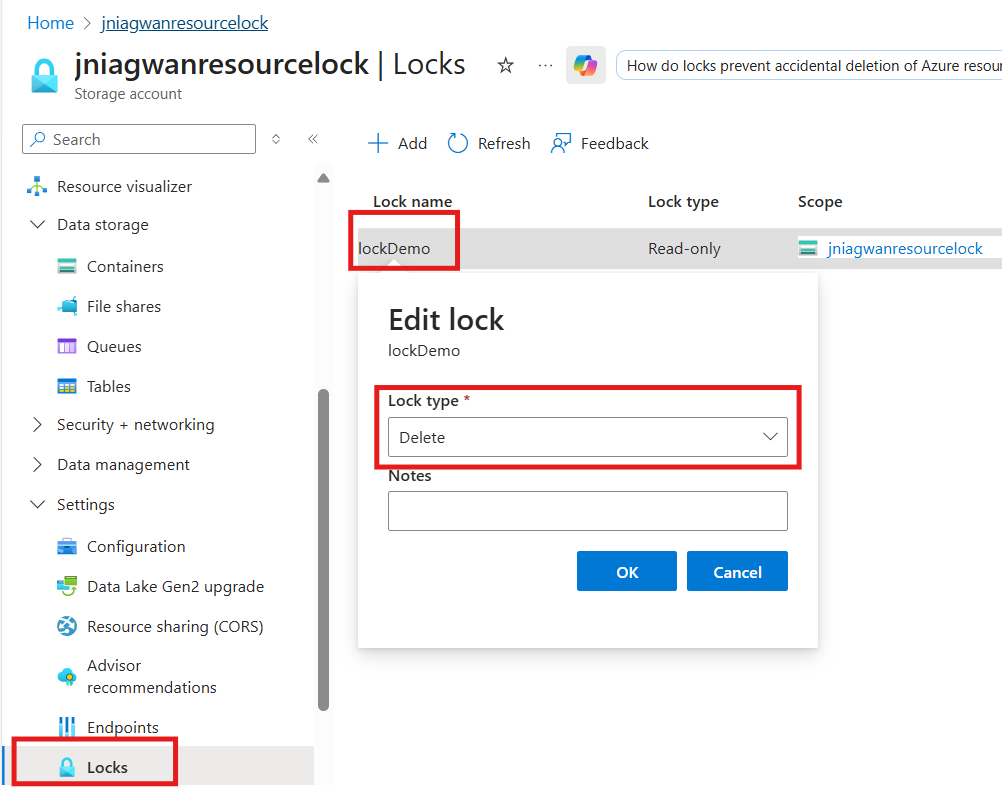 Home > jniagwanresourcelock
jniagwanresourcelock | Locks
Storage account
How do locks prevent accidental deletion of Azure
Search
Add
Refresh
Feedback
Resource visualizer
Data storage
Containers
File shares
Queues
Tables
Security + networking
Data management
Settings
Configuration
Data Lake Gen2 upgrade
Resource sharing (CORS)
Advisor
recommendations
Endpoints
Locks
Lock name
Lock type
Scope
lockDemo
Read-only
jniagwanresourcelock
Edit lock
lockDemo
Lock type *
Delete
Notes
OK
Cancel